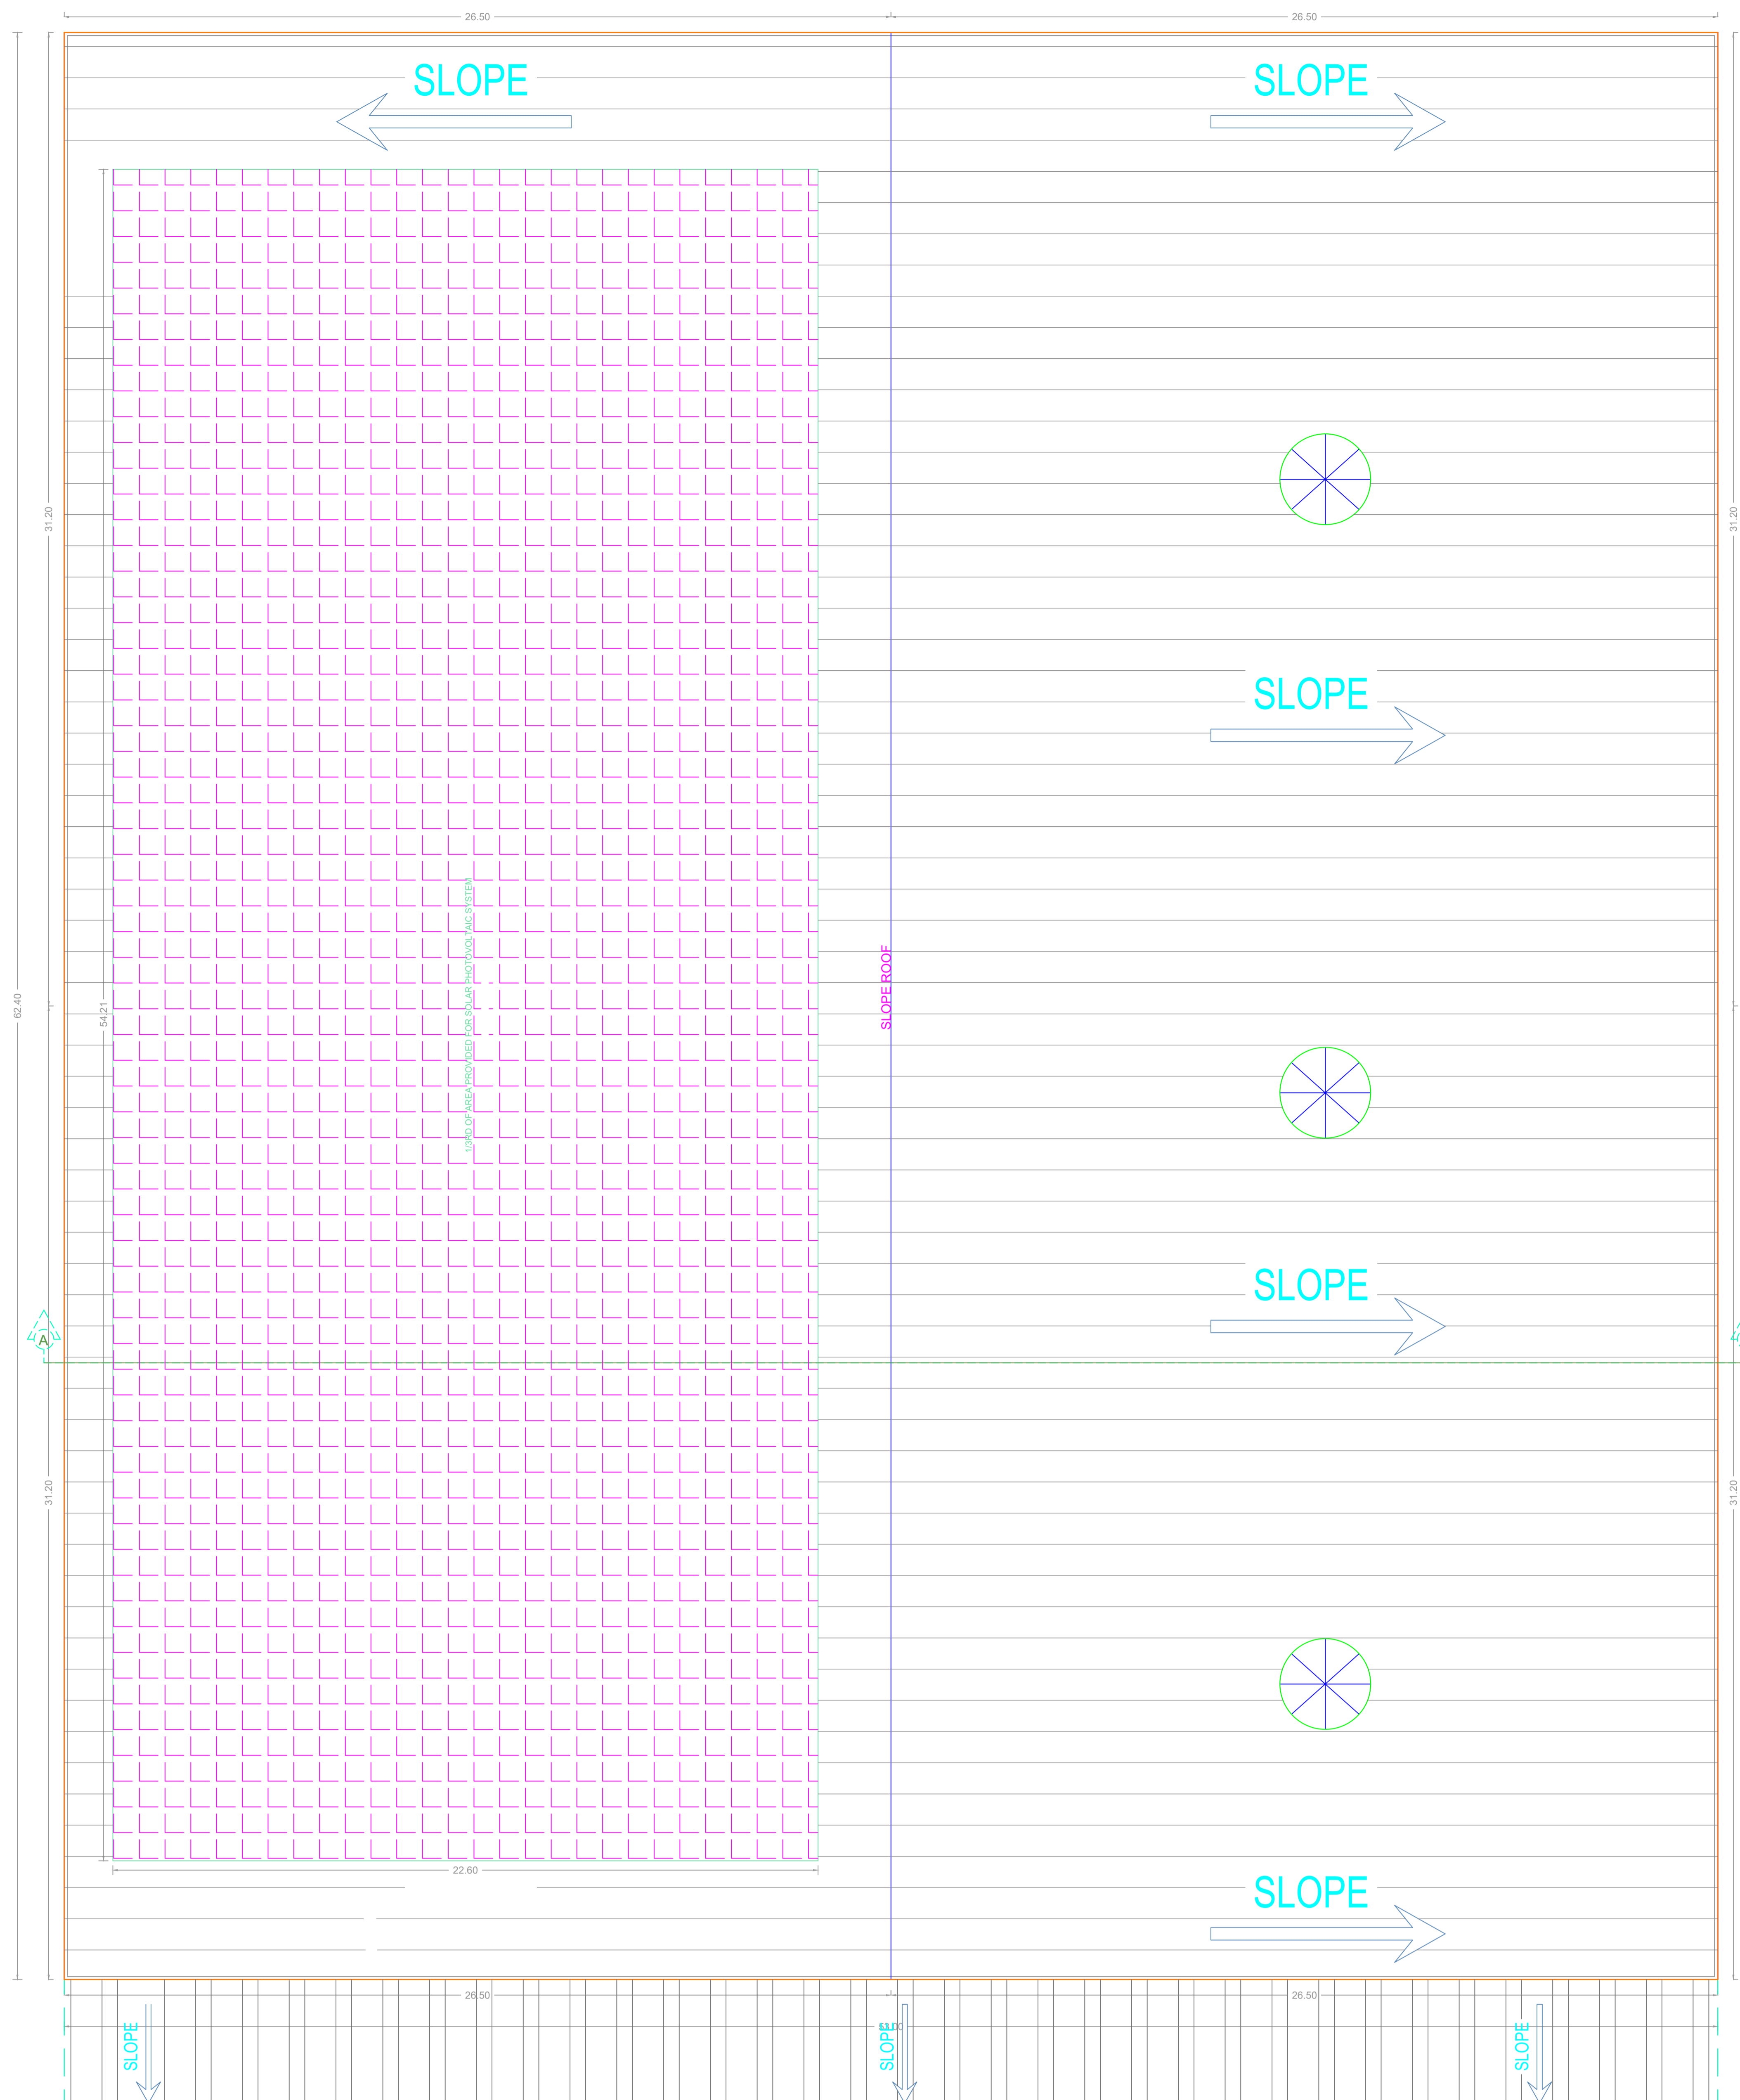 26.50
26.50
SLOPE
SLOPE
31.20
31.20
SLOPE
1/3RD OF AREA PROVIDED FOR SOLAR PHOTOVOLTAIC SYSTEM
SLOPE ROOF
62.40
54.21
SLOPE
A
31.20
31.20
22.60
SLOPE
26.50
26.50
53.00
SLOPE
SLOPE
SLOPE